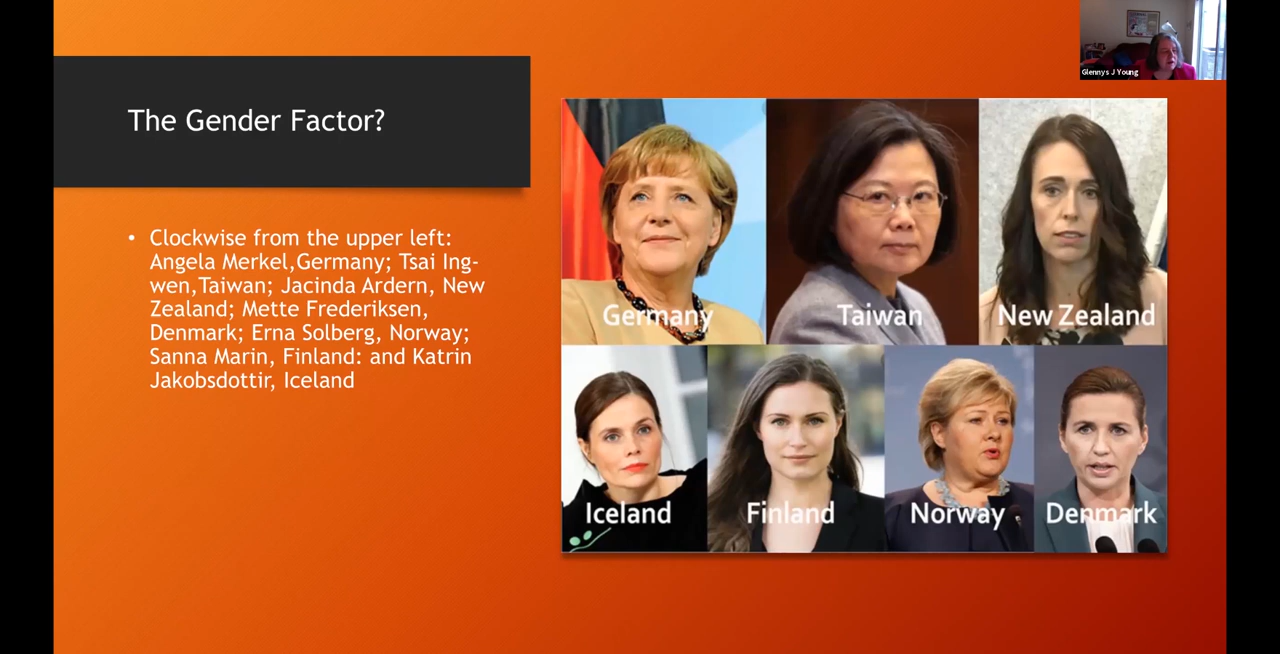 Glennys J Young
The Gender Factor?
• Clockwise from the upper left:
Angela Merkel,Germany; Tsai Ing-
wen,Taiwan; Jacinda Ardern, New
Zealand; Mette Frederiksen,
Denmark; Erna Solberg, Norway;
Sanna Marin, Finland: and Katrin
Jakobsdottir, Iceland
Germany
Taiwan
New Zealand
Iceland
Finland
Norway
Denmark